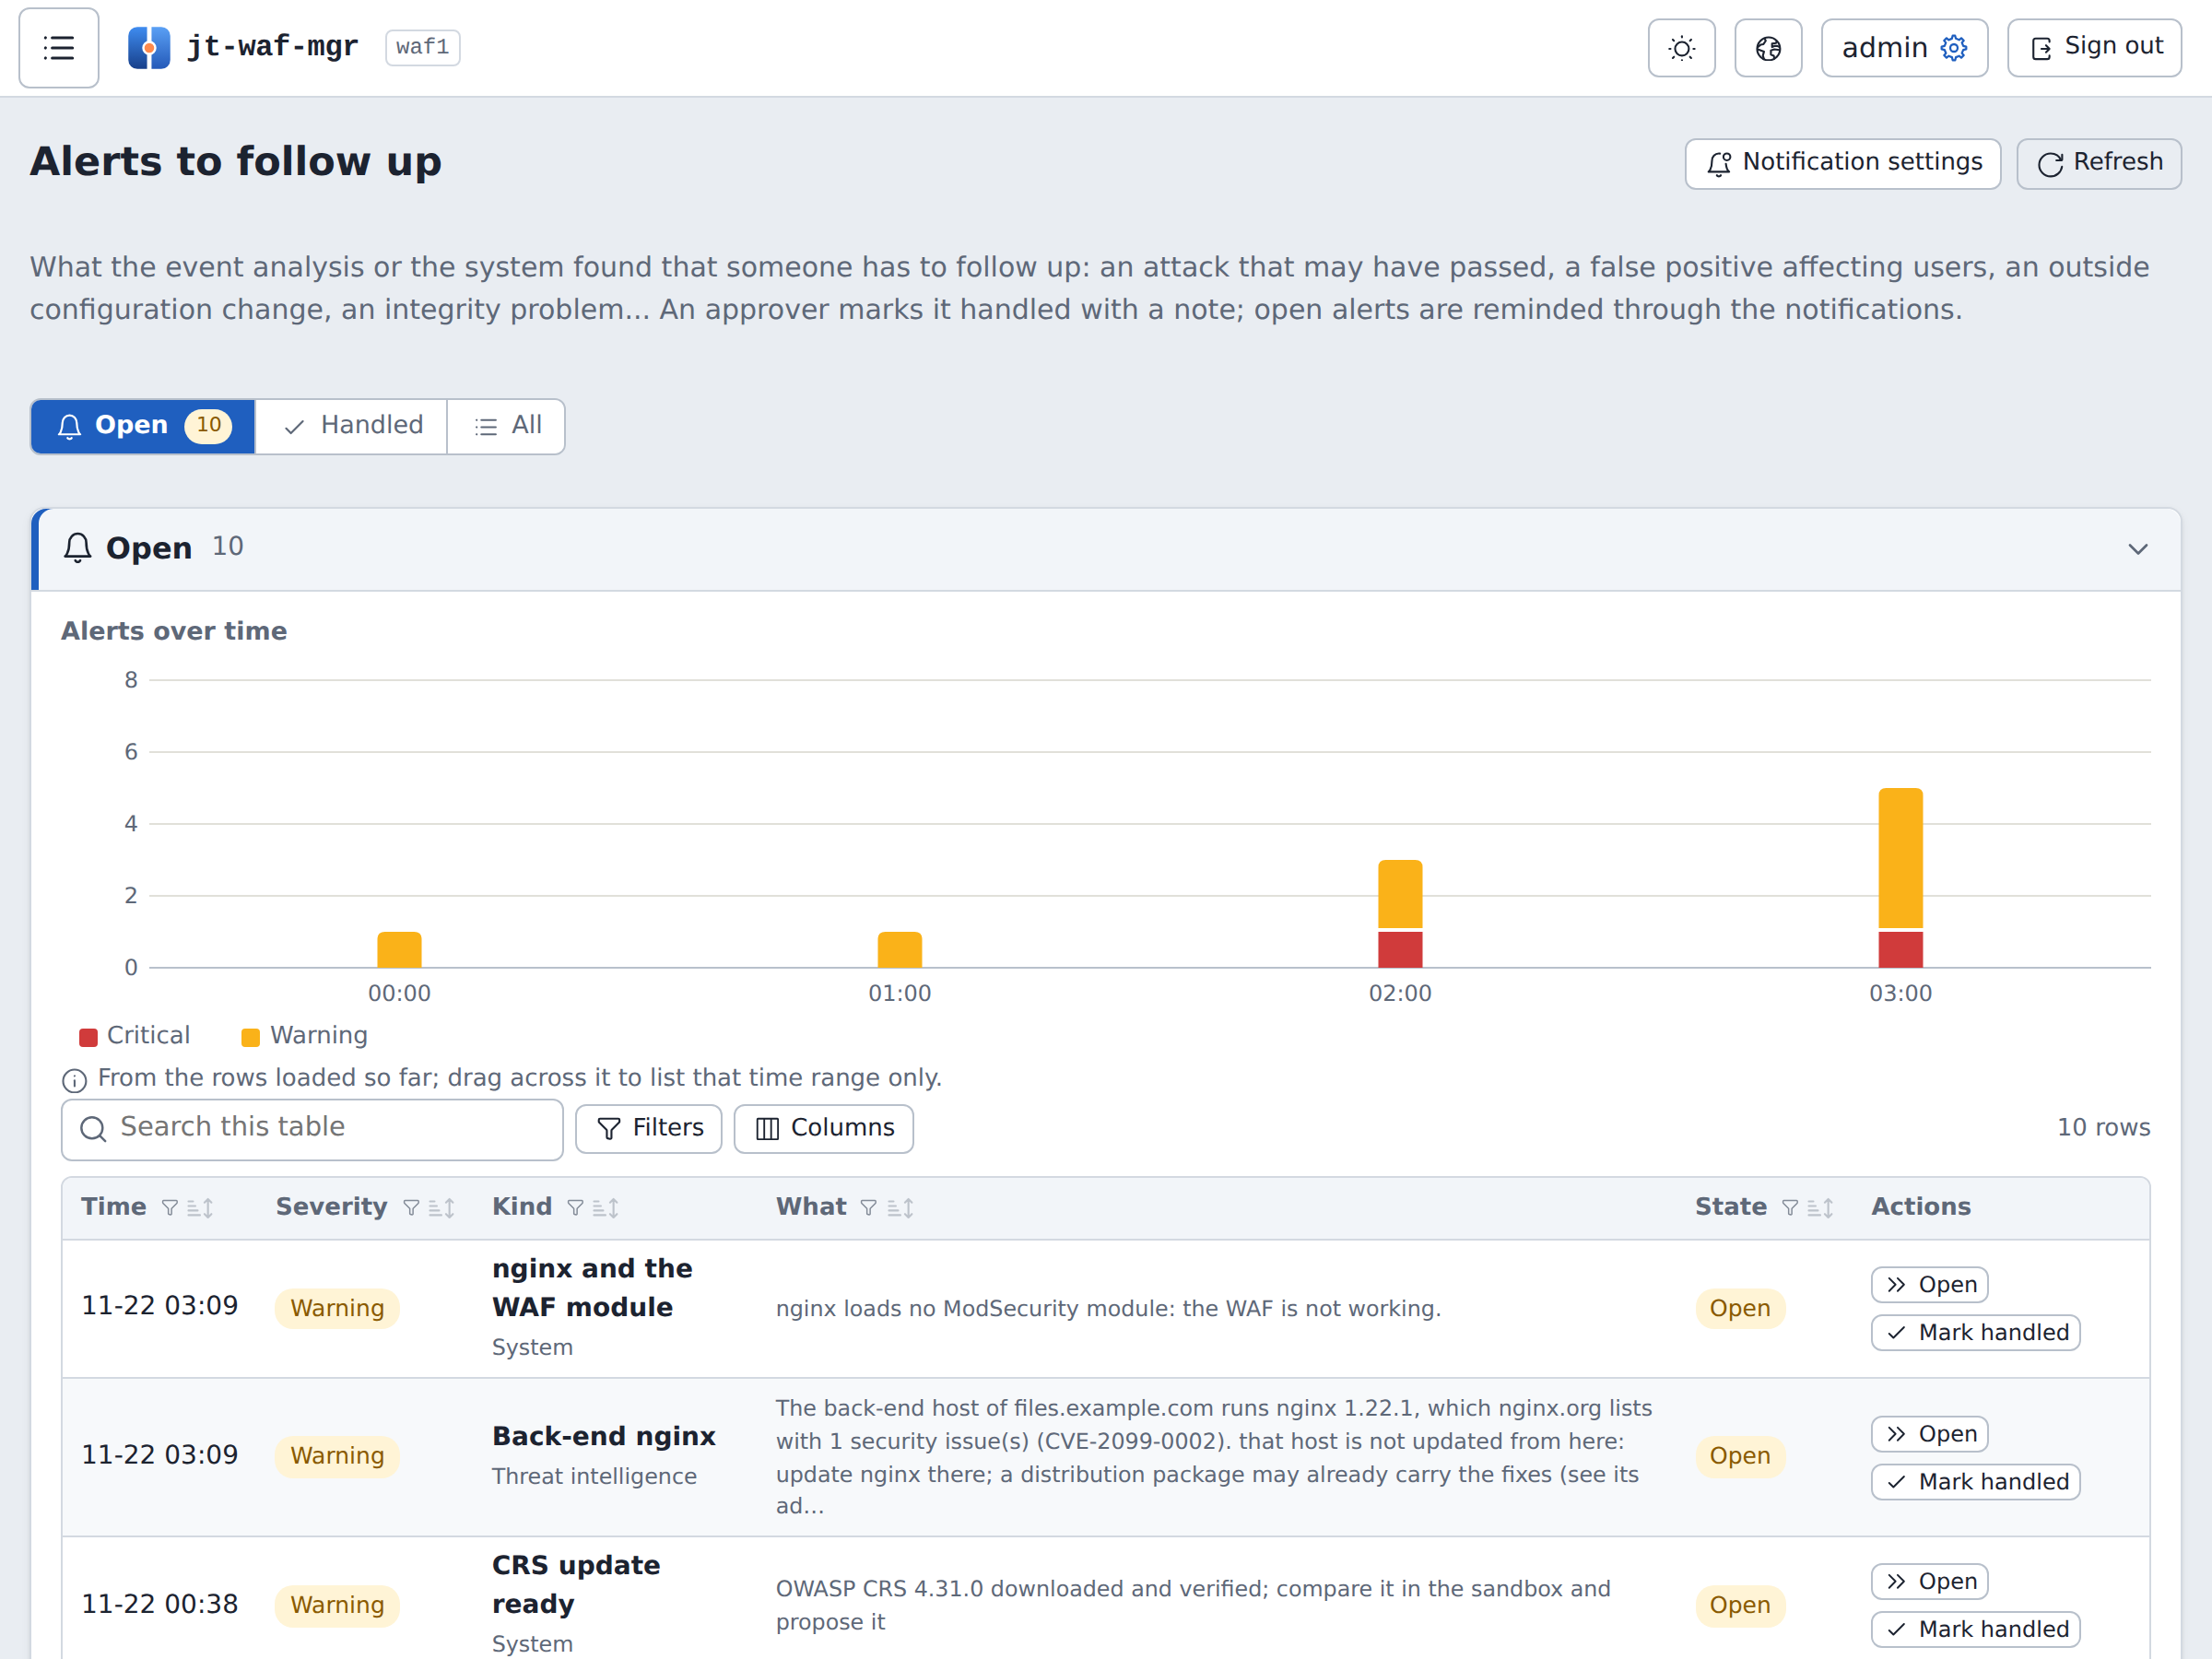 jt-waf-mgr waf1 admin Sign out
Alerts to follow up Notification settings Refresh
What the event analysis or the system found that someone has to follow up: an attack that may have passed, a false positive affecting users, an outside
configuration change, an integrity problem... An approver marks it handled with a note; open alerts are reminded through the notifications.
Open 10 Handled All
Open 10
Alerts over time
8
6
4
2
0
00:00 01:00 02:00 03:00
Critical Warning
From the rows loaded so far; drag across it to list that time range only.
Search this table Filters Columns 10 rows
Time Severity Kind What State Actions
11-22 03:09 Warning nginx and the
WAF module
System
nginx loads no ModSecurity module: the WAF is not working.
Open
Open
Mark handled
11-22 03:09 Warning Back-end nginx
Threat intelligence
The back-end host of files.example.com runs nginx 1.22.1, which nginx.org lists
with 1 security issue(s) (CVE-2099-0002). that host is not updated from here:
update nginx there; a distribution package may already carry the fixes (see its
ad...
Open
Open
Mark handled
11-22 00:38 Warning CRS update
ready
System
OWASP CRS 4.31.0 downloaded and verified; compare it in the sandbox and
propose it
Open
Open
Mark handled